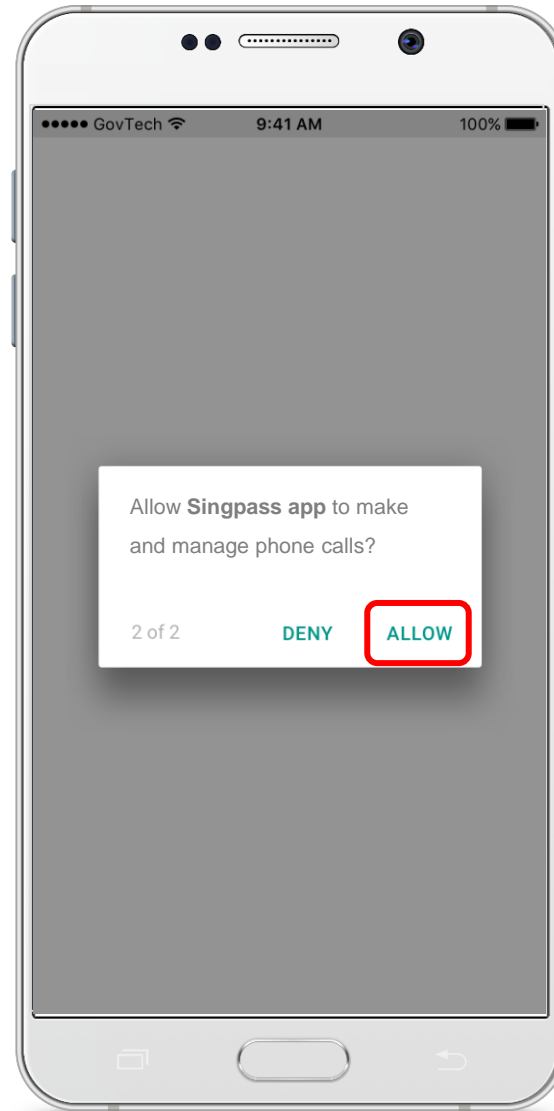 GovTech 9:41 AM 100%
Allow Singpass app to make
and manage phone calls?
2 of 2 DENY ALLOW